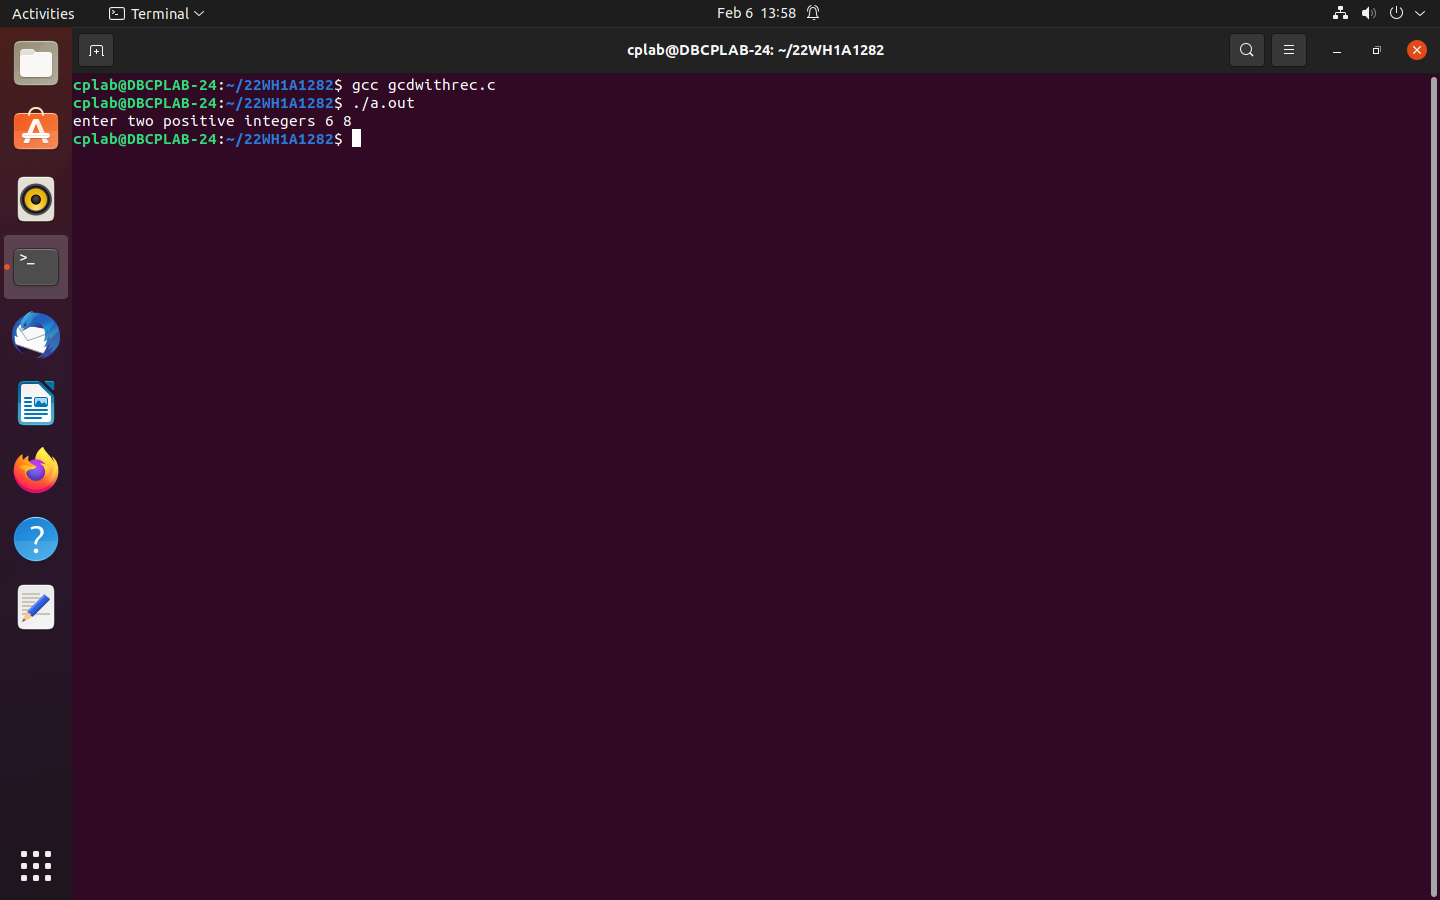 Activities
Terminal
Feb 6 13:58
cplab@DBCPLAB-24: ~/22WH1A1282
cplab@DBCPLAB-24:~/22WH1A1282$ gcc gcdwithrec.c
cplab@DBCPLAB-24:~/22WH1A1282$ ./a.out
enter two positive integers 6 8
cplab@DBCPLAB-24:~/22WH1A1282$